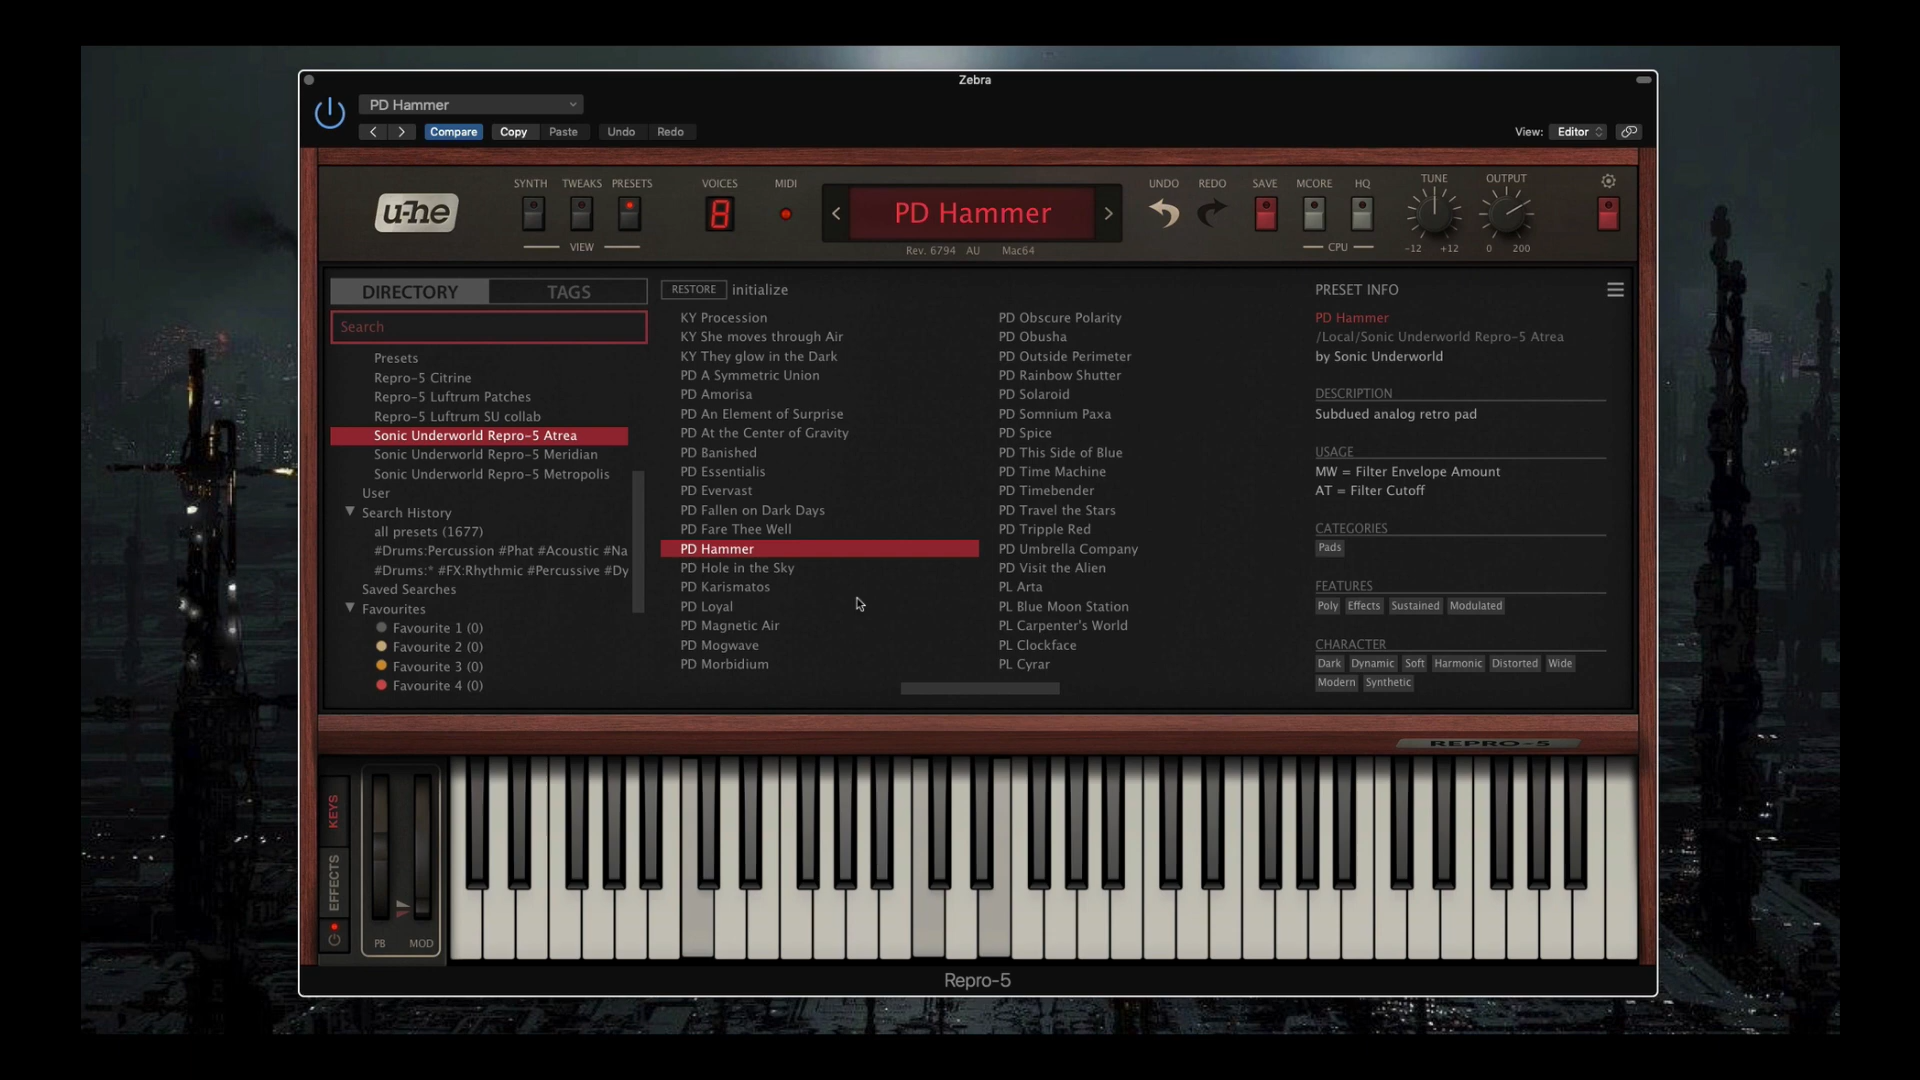 Zebra
PD Hammer
Compare
Copy
Paste
Undo
Redo
View:
Editor
u-he
SYNTH
TWEAKS
PRESETS
VIEW
VOICES
8
MIDI
PD Hammer
Rev. 6794 AU Mac64
UNDO
REDO
SAVE
MCORE
HQ
CPU
TUNE
-12 +12
OUTPUT
0 200
DIRECTORY
TAGS
Search
Presets
Repro-5 Citrine
Repro-5 Luftrum Patches
Repro-5 Luftrum SU collab
Sonic Underworld Repro-5 Atrea
Sonic Underworld Repro-5 Meridian
Sonic Underworld Repro-5 Metropolis
User
Search History
all presets (1677)
#Drums:Percussion #Phat #Acoustic #Na
#Drums:* #FX:Rhythmic #Percussive #Dy
Saved Searches
Favourites
Favourite 1 (0)
Favourite 2 (0)
Favourite 3 (0)
Favourite 4 (0)
RESTORE
initialize
KY Procession
KY She moves through Air
KY They glow in the Dark
PD A Symmetric Union
PD Amorisa
PD An Element of Surprise
PD At the Center of Gravity
PD Banished
PD Essentialis
PD Evervast
PD Fallen on Dark Days
PD Fare Thee Well
PD Hammer
PD Hole in the Sky
PD Karismatos
PD Loyal
PD Magnetic Air
PD Mogwave
PD Morbidium
PD Obscure Polarity
PD Obusha
PD Outside Perimeter
PD Rainbow Shutter
PD Solaroid
PD Somnium Paxa
PD Spice
PD This Side of Blue
PD Time Machine
PD Timebender
PD Travel the Stars
PD Tripple Red
PD Umbrella Company
PD Visit the Alien
PL Arta
PL Blue Moon Station
PL Carpenter's World
PL Clockface
PL Cyrar
PRESET INFO
PD Hammer
/Local/Sonic Underworld Repro-5 Atrea
by Sonic Underworld
DESCRIPTION
Subdued analog retro pad
USAGE
MW = Filter Envelope Amount
AT = Filter Cutoff
CATEGORIES
Pads
FEATURES
Poly Effects Sustained Modulated
CHARACTER
Dark Dynamic Soft Harmonic Distorted Wide
Modern Synthetic
REPRO-5
KEYS
EFFECTS
PB
MOD
Repro-5